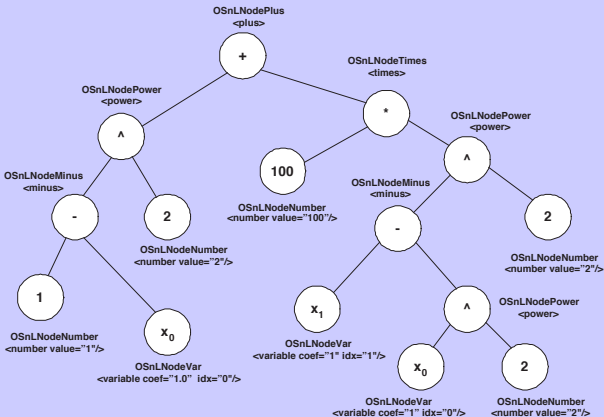 OSnLNodePlus
<plus>
+
OSnLNodeTimes
<times>
*
OSnLNodePower
<power>
^
OSnLNodePower
<power>
^
100
OSnLNodeNumber
<number value="100"/>
OSnLNodeMinus
<minus>
-
2
OSnLNodeNumber
<number value="2"/>
OSnLNodeMinus
<minus>
-
2
OSnLNodeNumber
<number value="2"/>
1
OSnLNodeNumber
<number value="1"/>
x0
OSnLNodeVar
<variable coef="1.0" idx="0"/>
x1
OSnLNodeVar
<variable coef="1" idx="1"/>
^
OSnLNodePower
<power>
x0
OSnLNodeVar
<variable coef="1" idx="0"/>
2
OSnLNodeNumber
<number value="2"/>